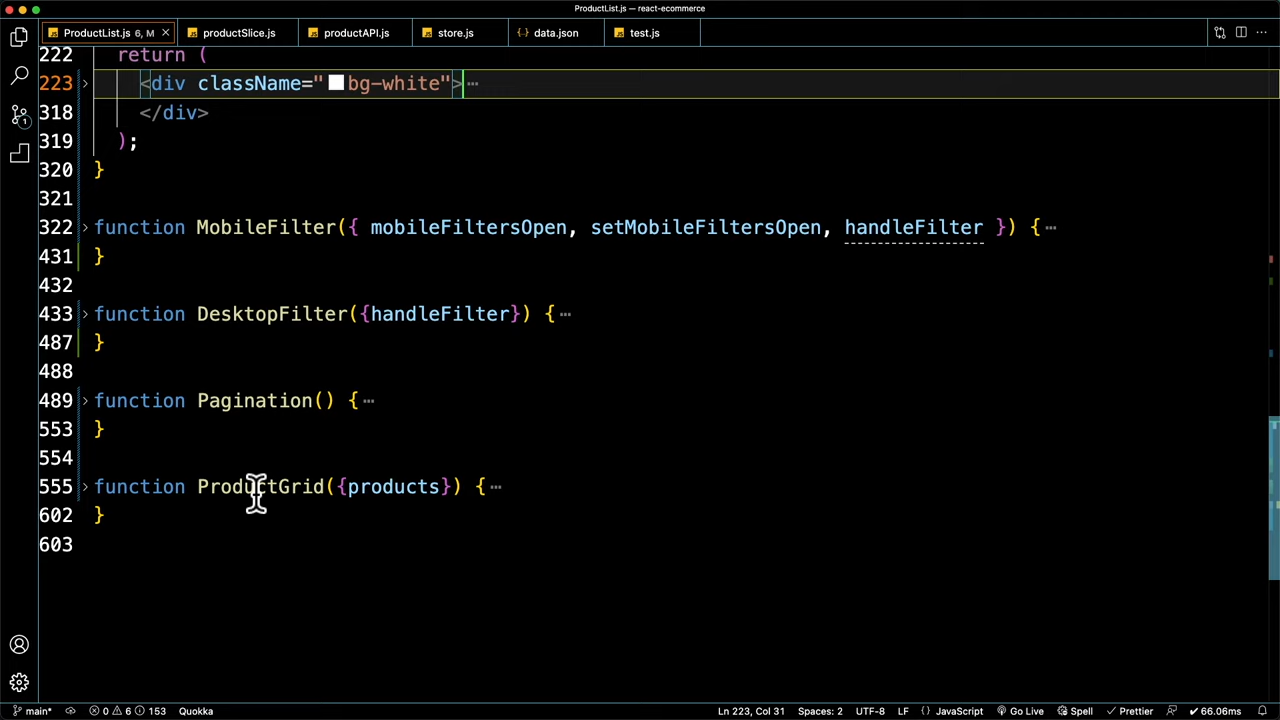 ProductList.js — react-ecommerce
ProductList.js 6, M × productSlice.js productAPI.js store.js {} data.json test.js
222 return (
223 <div className="bg-white">⋯
318 </div>
319 );
320 }
321
322 function MobileFilter({ mobileFiltersOpen, setMobileFiltersOpen, handleFilter }) {⋯
431 }
432
433 function DesktopFilter({handleFilter}) {⋯
487 }
488
489 function Pagination() {⋯
553 }
554
555 function ProductGrid({products}) {⋯
602 }
603
main* 0 6 153 Quokka Ln 223, Col 31 Spaces: 2 UTF-8 LF {} JavaScript Go Live Spell ✓ Prettier ✓ 66.06ms